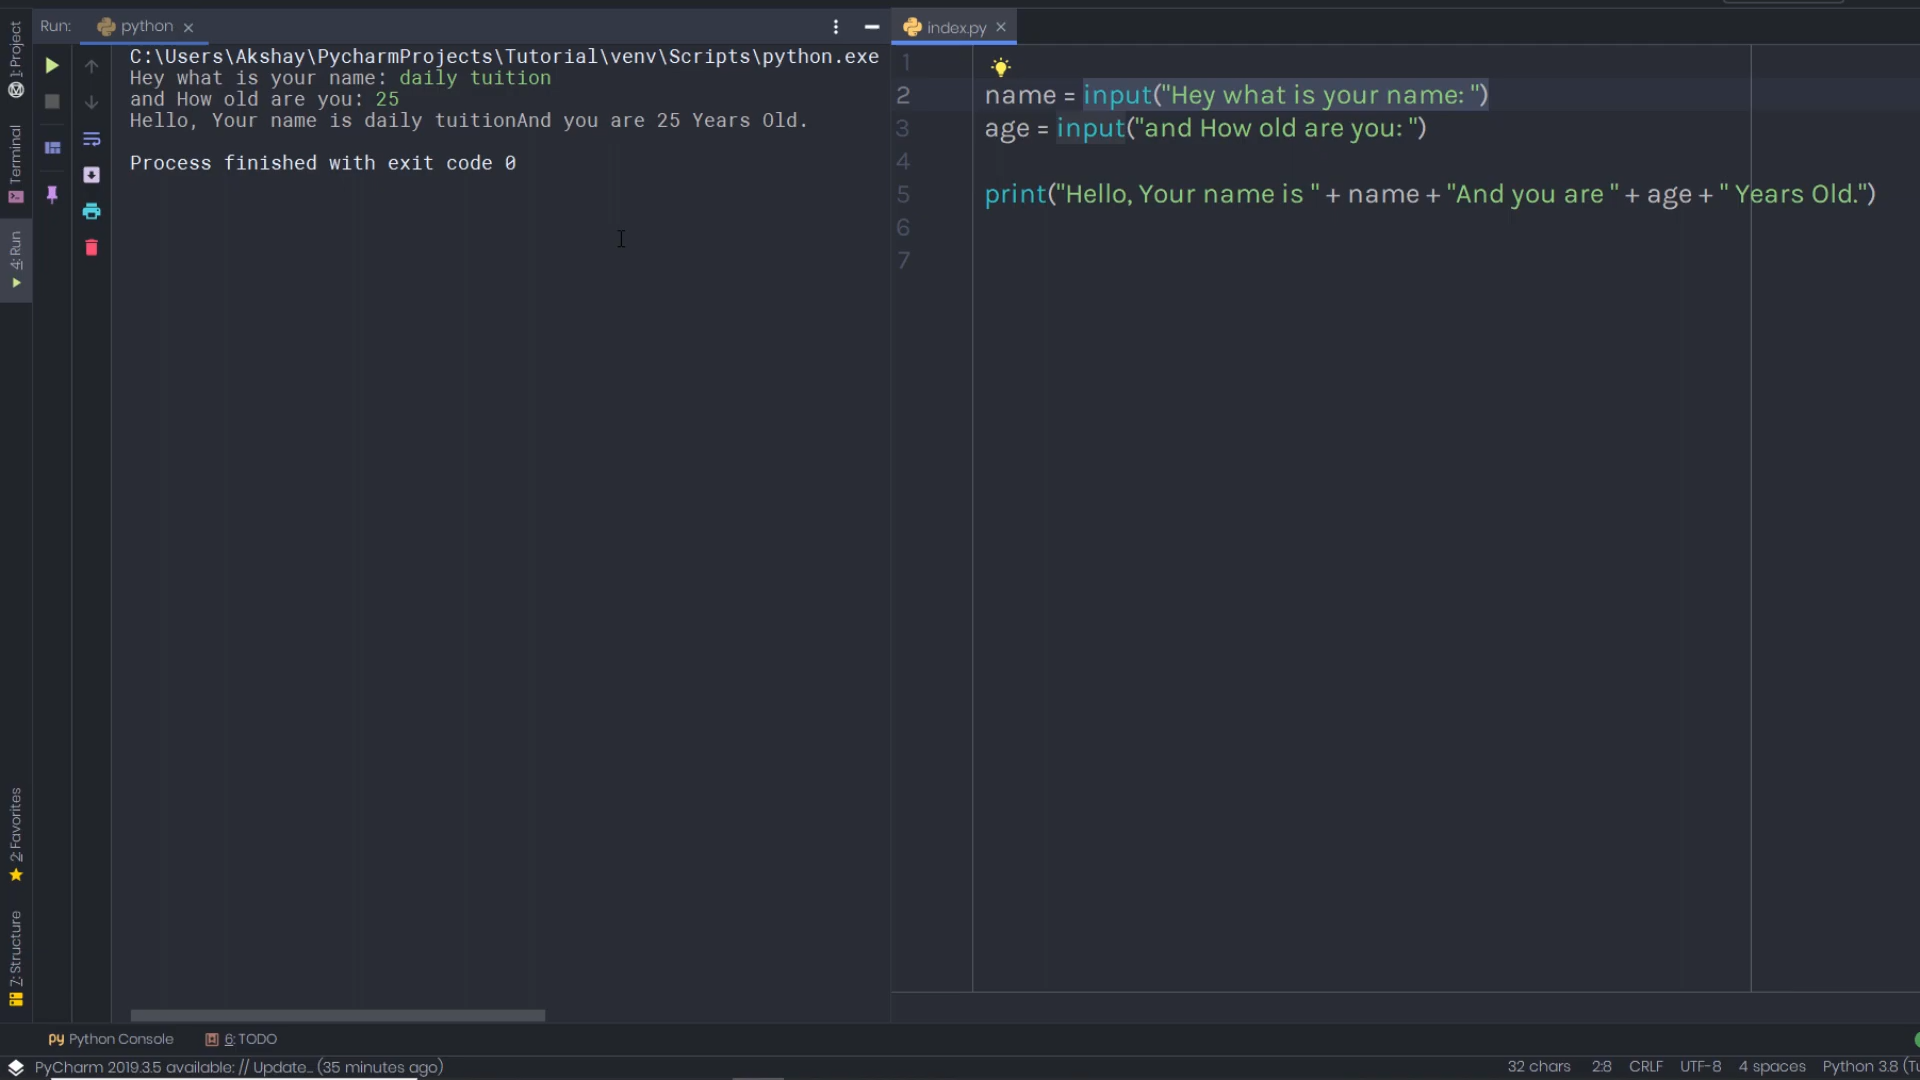 Run: python
C:\Users\Akshay\PycharmProjects\Tutorial\venv\Scripts\python.exe
Hey what is your name: daily tuition
and How old are you: 25
Hello, Your name is daily tuitionAnd you are 25 Years Old.
Process finished with exit code 0
index.py
1
2 name = input("Hey what is your name: ")
3 age = input("and How old are you: ")
4
5 print("Hello, Your name is " + name + "And you are " + age + " Years Old.")
6
7
1: Project
Terminal
4: Run
2: Favorites
7: Structure
Python Console 6: TODO
PyCharm 2019.3.5 available: // Update... (35 minutes ago) 32 chars 2:8 CRLF UTF-8 4 spaces Python 3.8 (Tu